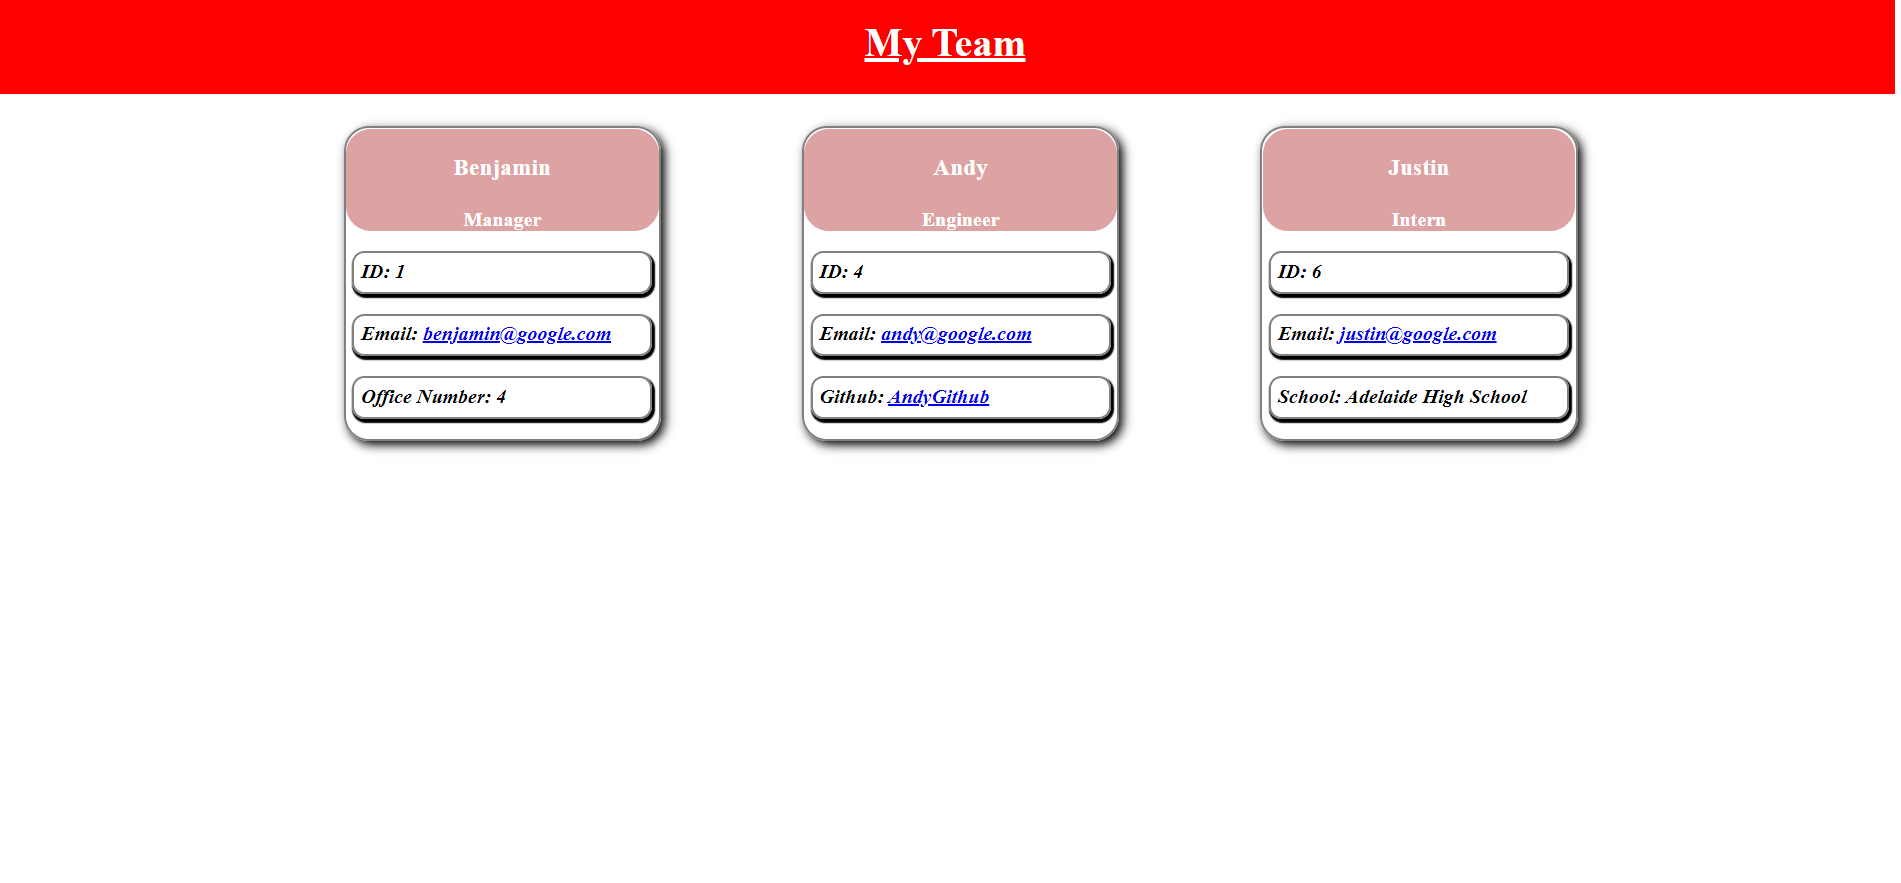 My Team
Benjamin
Manager
ID: 1
Email: benjamin@google.com
Office Number: 4
Andy
Engineer
ID: 4
Email: andy@google.com
Github: AndyGithub
Justin
Intern
ID: 6
Email: justin@google.com
School: Adelaide High School